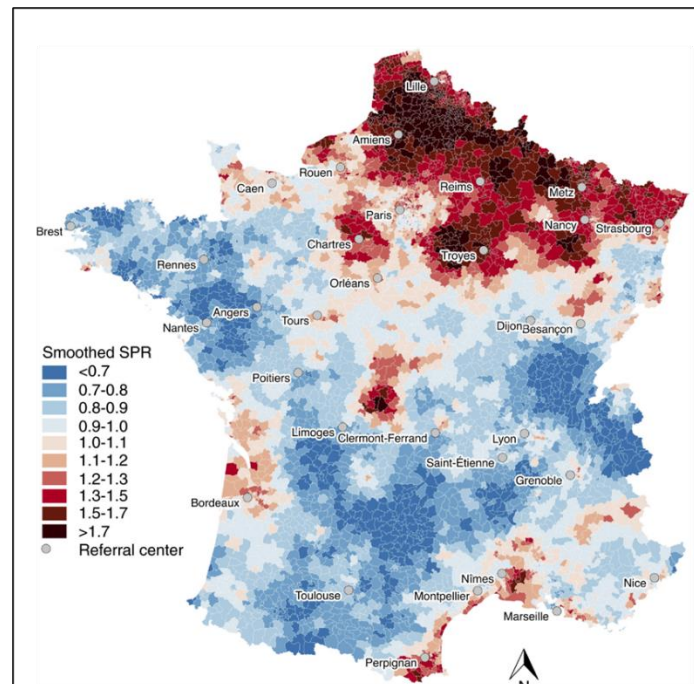 Lille
Amiens
Rouen
Caen
Reims
Metz
Paris
Nancy
Strasbourg
Brest
Chartres
Troyes
Rennes
Orléans
Angers
Nantes
Tours
Dijon
Besançon
Smoothed SPR
<0.7
0.7-0.8
0.8-0.9
0.9-1.0
1.0-1.1
1.1-1.2
1.2-1.3
1.3-1.5
1.5-1.7
>1.7
Referral center
Poitiers
Limoges
Clermont-Ferrand
Lyon
Saint-Étienne
Grenoble
Bordeaux
Nîmes
Nice
Toulouse
Montpellier
Marseille
Perpignan
N